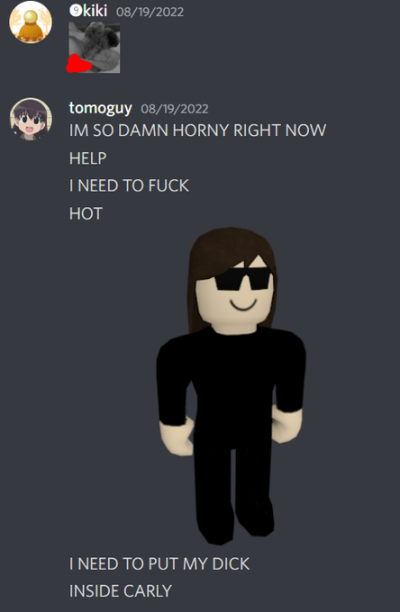 ❾kiki 08/19/2022
tomoguy 08/19/2022
IM SO DAMN HORNY RIGHT NOW
HELP
I NEED TO FUCK
HOT
I NEED TO PUT MY DICK
INSIDE CARLY